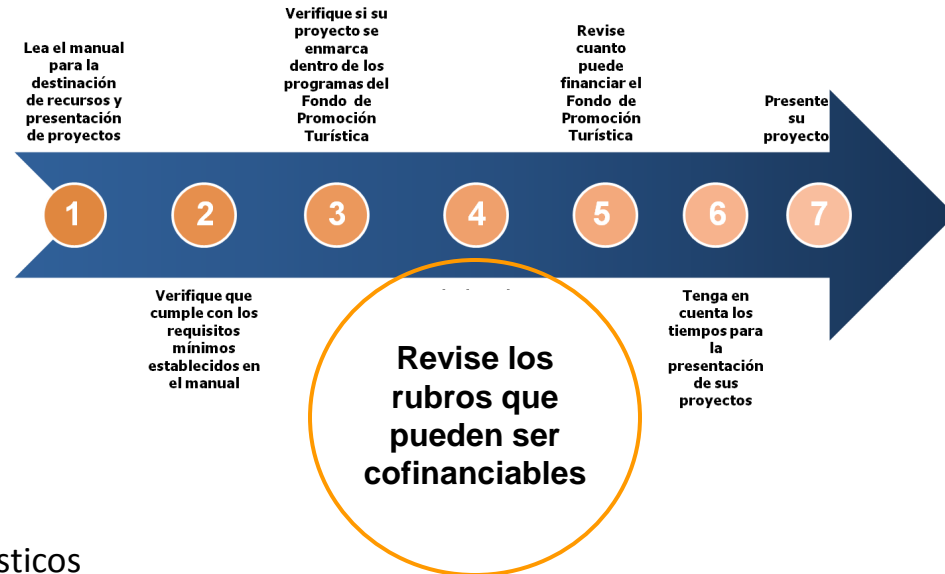 Lea el manual
para la
destinación
de recursos y
presentación
de proyectos
Verifique si su
proyecto se
enmarca
dentro de los
programas del
Fondo de
Promoción
Turística
Revise
cuanto
puede
financiar el
Fondo de
Promoción
Turística
Presente
su
proyecto
1
2
3
4
5
6
7
Verifique que
cumple con los
requisitos
mínimos
establecidos en
el manual
Revise los
rubros que
pueden ser
cofinanciables
Tenga en
cuenta los
tiempos para
la
presentación
de sus
proyectos
sticos